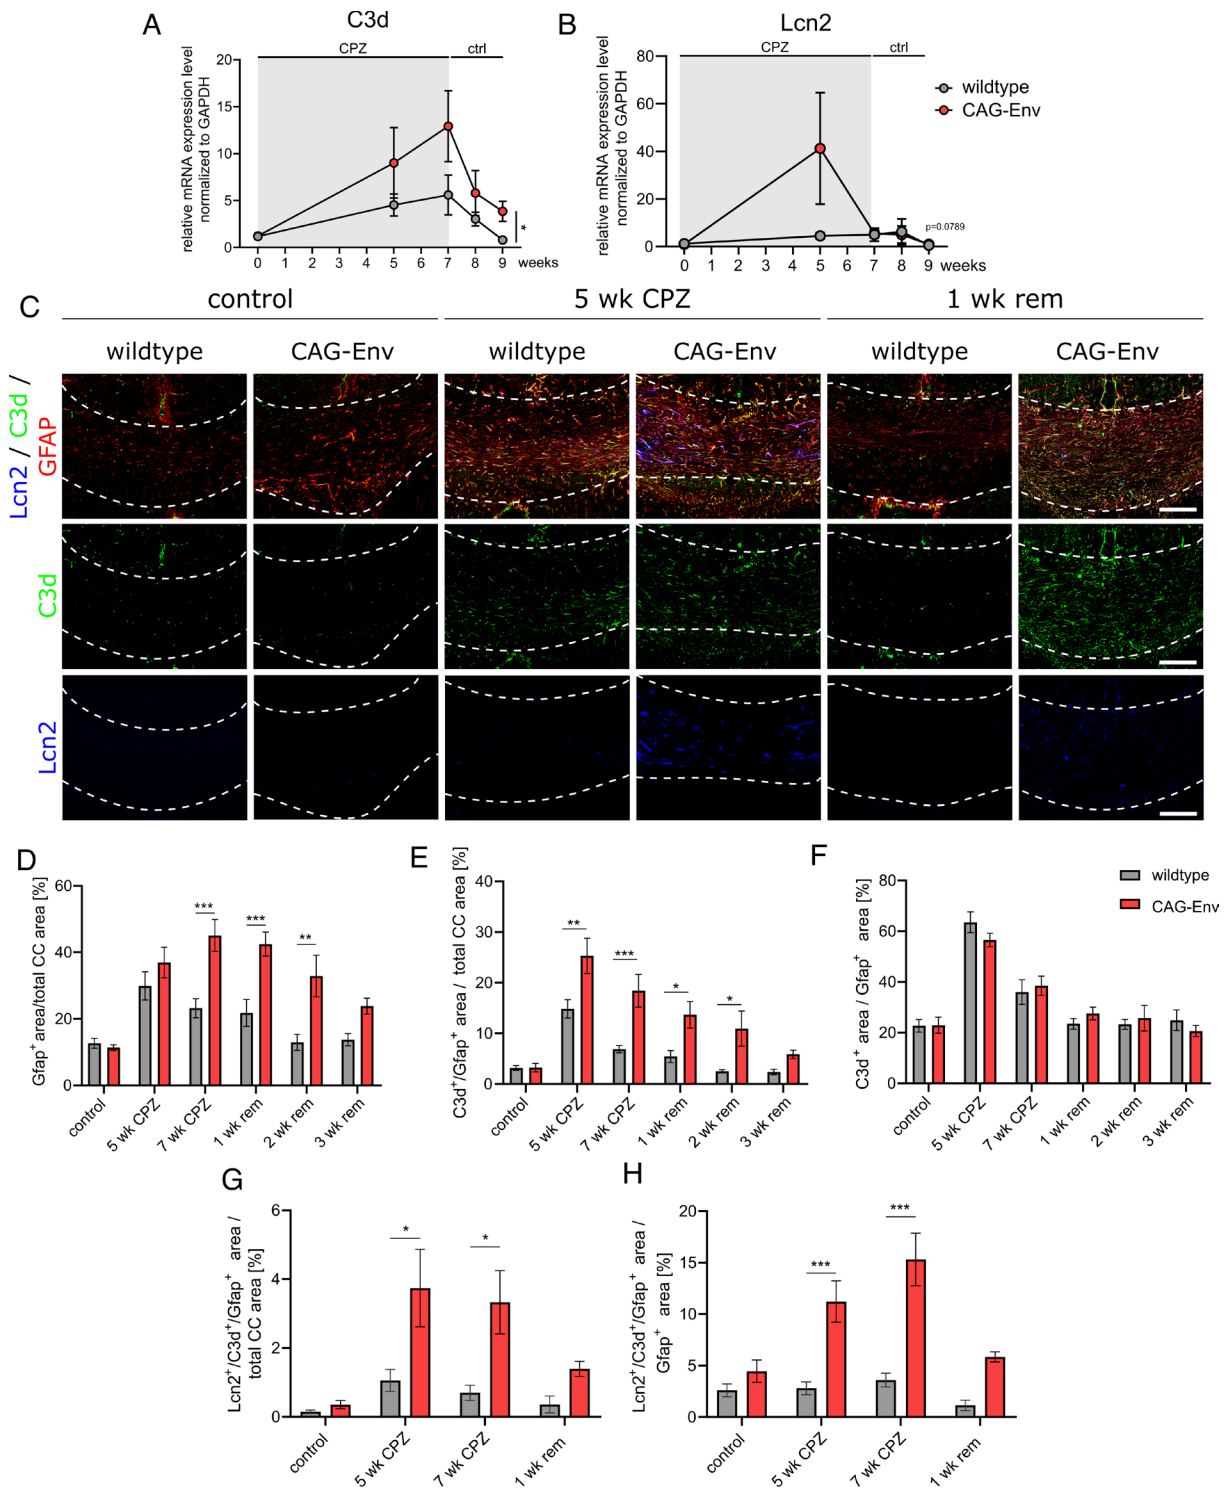 A
C3d
relative mRNA expression level
normalized to GAPDH
CPZ
ctrl
20
15
10
5
0
0 1 2 3 4 5 6 7 8 9 weeks
*
B
Lcn2
relative mRNA expression level
normalized to GAPDH
CPZ
ctrl
80
60
40
20
0
0 1 2 3 4 5 6 7 8 9 weeks
p=0.0789
wildtype
CAG-Env
C
control
5 wk CPZ
1 wk rem
wildtype
CAG-Env
wildtype
CAG-Env
wildtype
CAG-Env
Lcn2 / C3d /
GFAP
C3d
Lcn2
D
Gfap+ area/total CC area [%]
60
40
20
0
***
***
**
control
5 wk CPZ
7 wk CPZ
1 wk rem
2 wk rem
3 wk rem
E
C3d+/Gfap+ area / total CC area [%]
40
30
20
10
0
**
***
*
*
control
5 wk CPZ
7 wk CPZ
1 wk rem
2 wk rem
3 wk rem
F
C3d+ area / Gfap+ area [%]
80
60
40
20
0
wildtype
CAG-Env
control
5 wk CPZ
7 wk CPZ
1 wk rem
2 wk rem
3 wk rem
G
Lcn2+/C3d+/Gfap+ area /
total CC area [%]
6
4
2
0
*
*
control
5 wk CPZ
7 wk CPZ
1 wk rem
H
Lcn2+/C3d+/Gfap+ area /
Gfap+ area [%]
20
15
10
5
0
***
***
control
5 wk CPZ
7 wk CPZ
1 wk rem